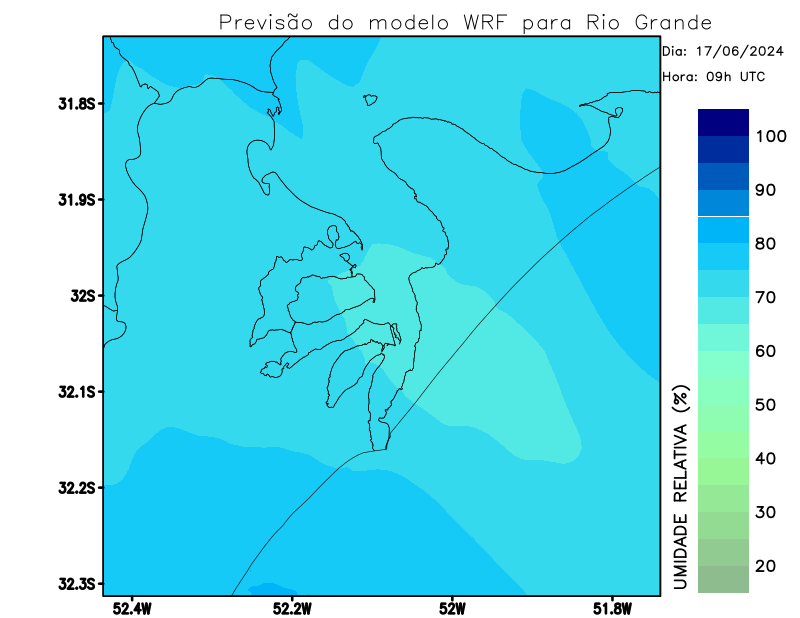 Previsão do modelo WRF para Rio Grande
Dia: 17/06/2024
Hora: 09h UTC
31.8S
31.9S
32S
32.1S
32.2S
32.3S
52.4W
52.2W
52W
51.8W
100
90
80
70
60
50
40
30
20
UMIDADE RELATIVA (%)